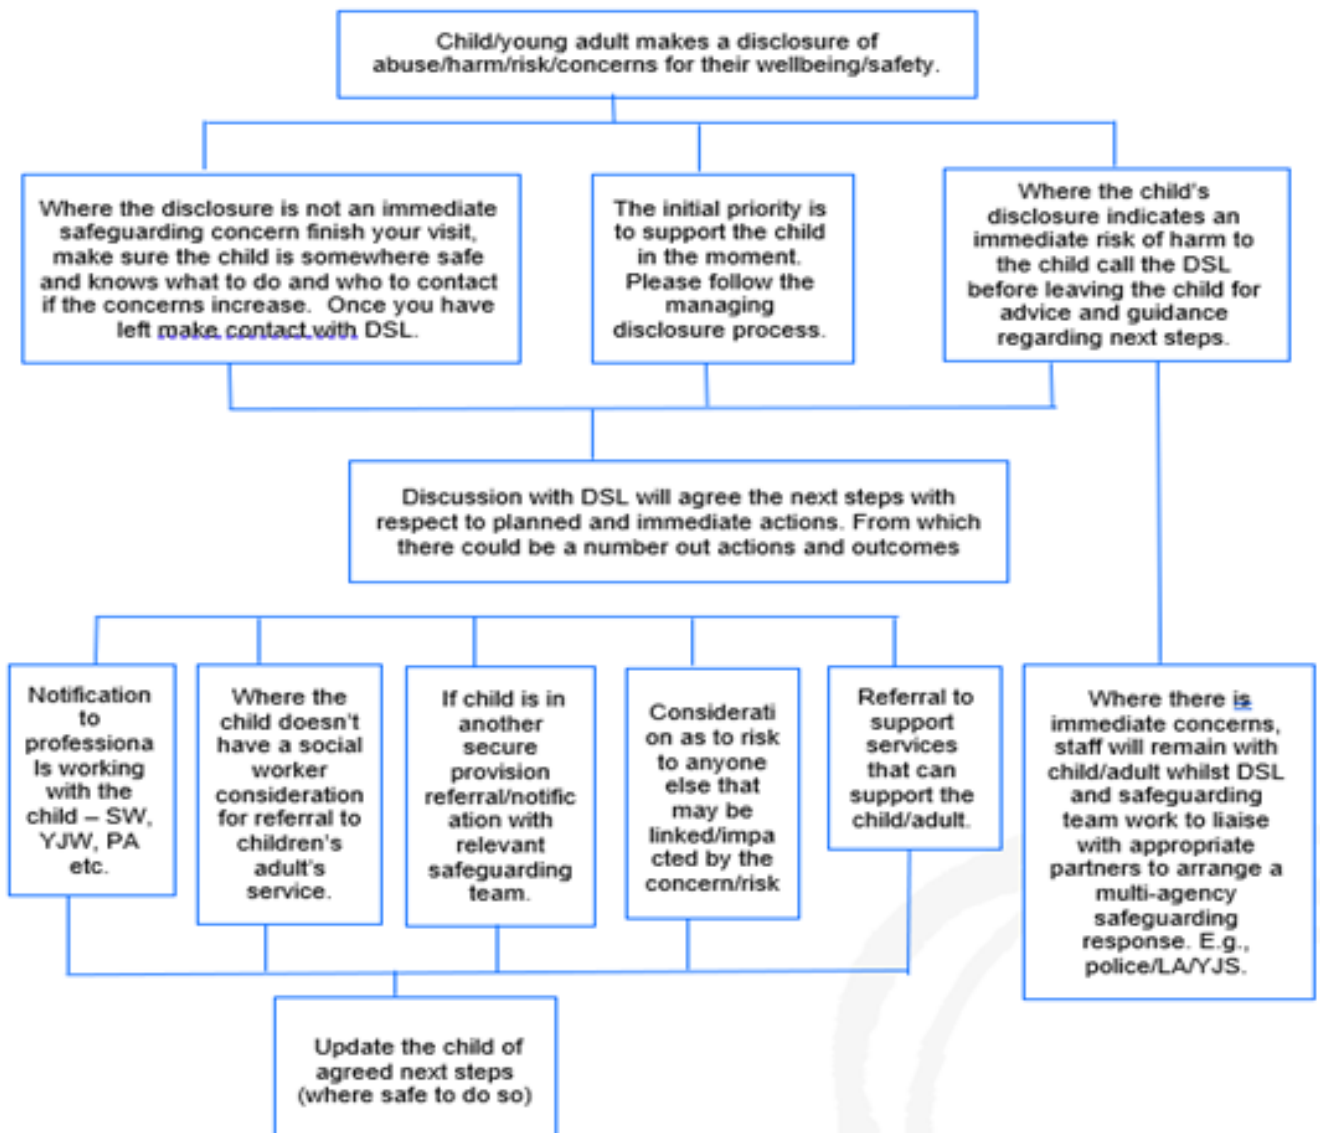 Child/young adult makes a disclosure of
abuse/harm/risk/concerns for their wellbeing/safety.
Where the disclosure is not an immediate
safeguarding concern finish your visit,
make sure the child is somewhere safe
and knows what to do and who to contact
if the concerns increase.  Once you have
left make contact with DSL.
The initial priority is
to support the child
in the moment.
Please follow the
managing
disclosure process.
Where the child's
disclosure indicates an
immediate risk of harm to
the child call the DSL
before leaving the child for
advice and guidance
regarding next steps.
Discussion with DSL will agree the next steps with
respect to planned and immediate actions. From which
there could be a number out actions and outcomes
Notification
to
professiona
ls working
with the
child – SW,
YJW, PA
etc.
Where the
child doesn't
have a social
worker
consideration
for referral to
children's
adult's
service.
If child is in
another
secure
provision
referral/notific
ation with
relevant
safeguarding
team.
Considerati
on as to risk
to anyone
else that
may be
linked/impa
cted by the
concern/risk
Referral to
support
services
that can
support the
child/adult.
Where there is
immediate concerns,
staff will remain with
child/adult whilst DSL
and safeguarding
team work to liaise
with appropriate
partners to arrange a
multi-agency
safeguarding
response. E.g.,
police/LA/YJS.
Update the child of
agreed next steps
(where safe to do so)